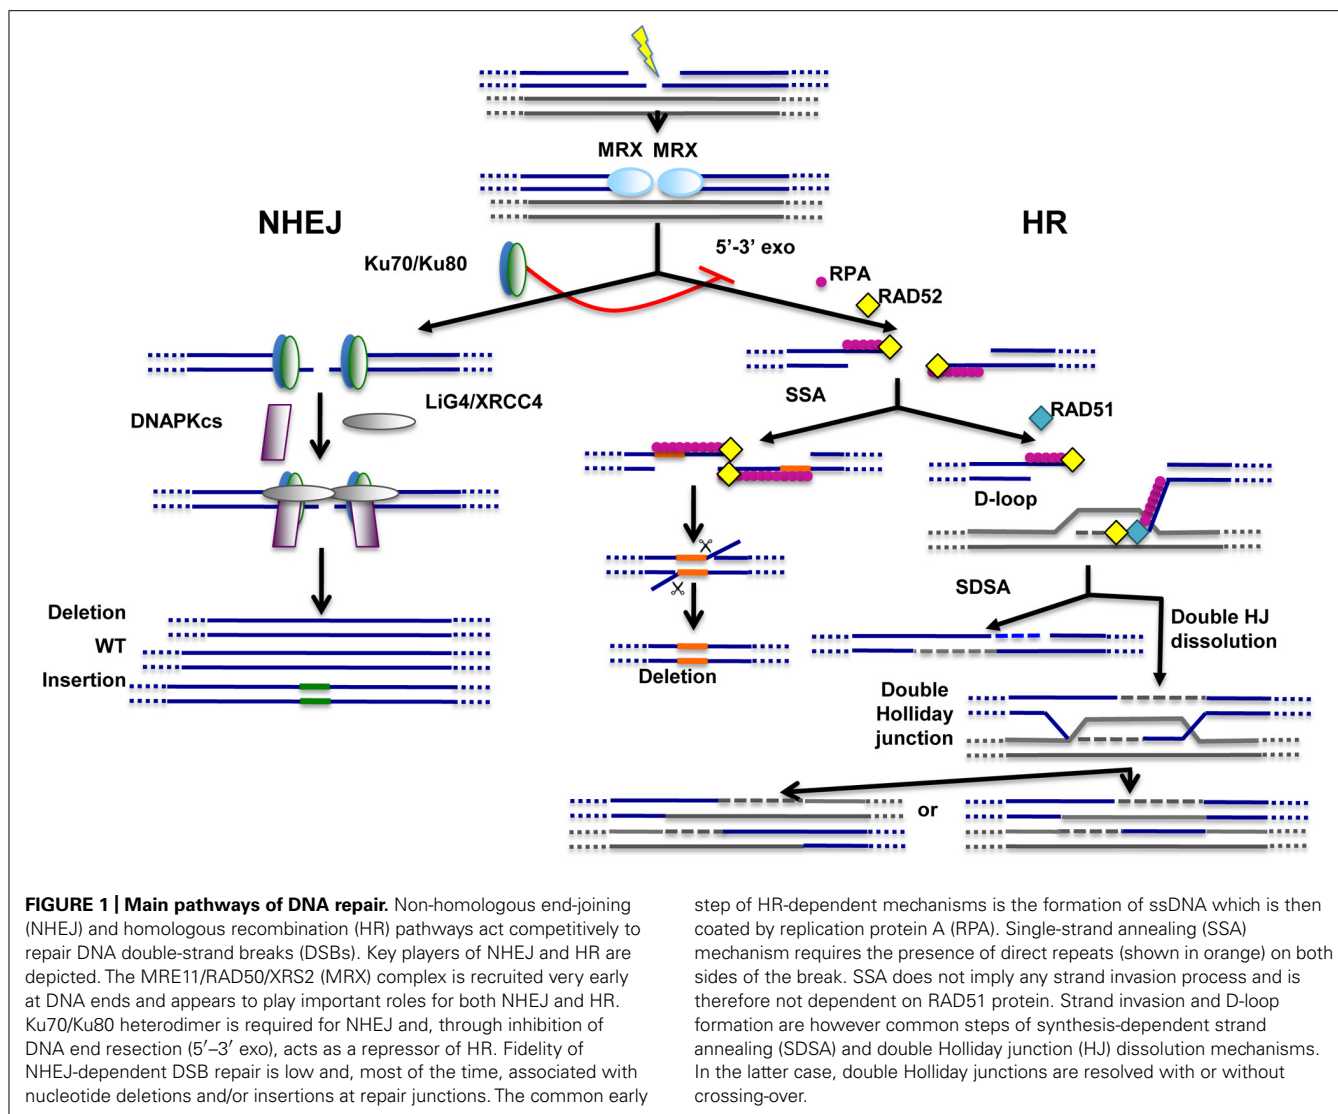 MRX MRX
NHEJ
HR
Ku70/Ku80
5’-3’ exo
RPA
RAD52
DNAPKcs
LiG4/XRCC4
SSA
RAD51
D-loop
SDSA
Double HJ
dissolution
Deletion
WT
Insertion
Deletion
Double
Holliday
junction
or
FIGURE 1 | Main pathways of DNA repair. Non-homologous end-joining
(NHEJ) and homologous recombination (HR) pathways act competitively to
repair DNA double-strand breaks (DSBs). Key players of NHEJ and HR are
depicted. The MRE11/RAD50/XRS2 (MRX) complex is recruited very early
at DNA ends and appears to play important roles for both NHEJ and HR.
Ku70/Ku80 heterodimer is required for NHEJ and, through inhibition of
DNA end resection (5′–3′ exo), acts as a repressor of HR. Fidelity of
NHEJ-dependent DSB repair is low and, most of the time, associated with
nucleotide deletions and/or insertions at repair junctions. The common early
step of HR-dependent mechanisms is the formation of ssDNA which is then
coated by replication protein A (RPA). Single-strand annealing (SSA)
mechanism requires the presence of direct repeats (shown in orange) on both
sides of the break. SSA does not imply any strand invasion process and is
therefore not dependent on RAD51 protein. Strand invasion and D-loop
formation are however common steps of synthesis-dependent strand
annealing (SDSA) and double Holliday junction (HJ) dissolution mechanisms.
In the latter case, double Holliday junctions are resolved with or without
crossing-over.